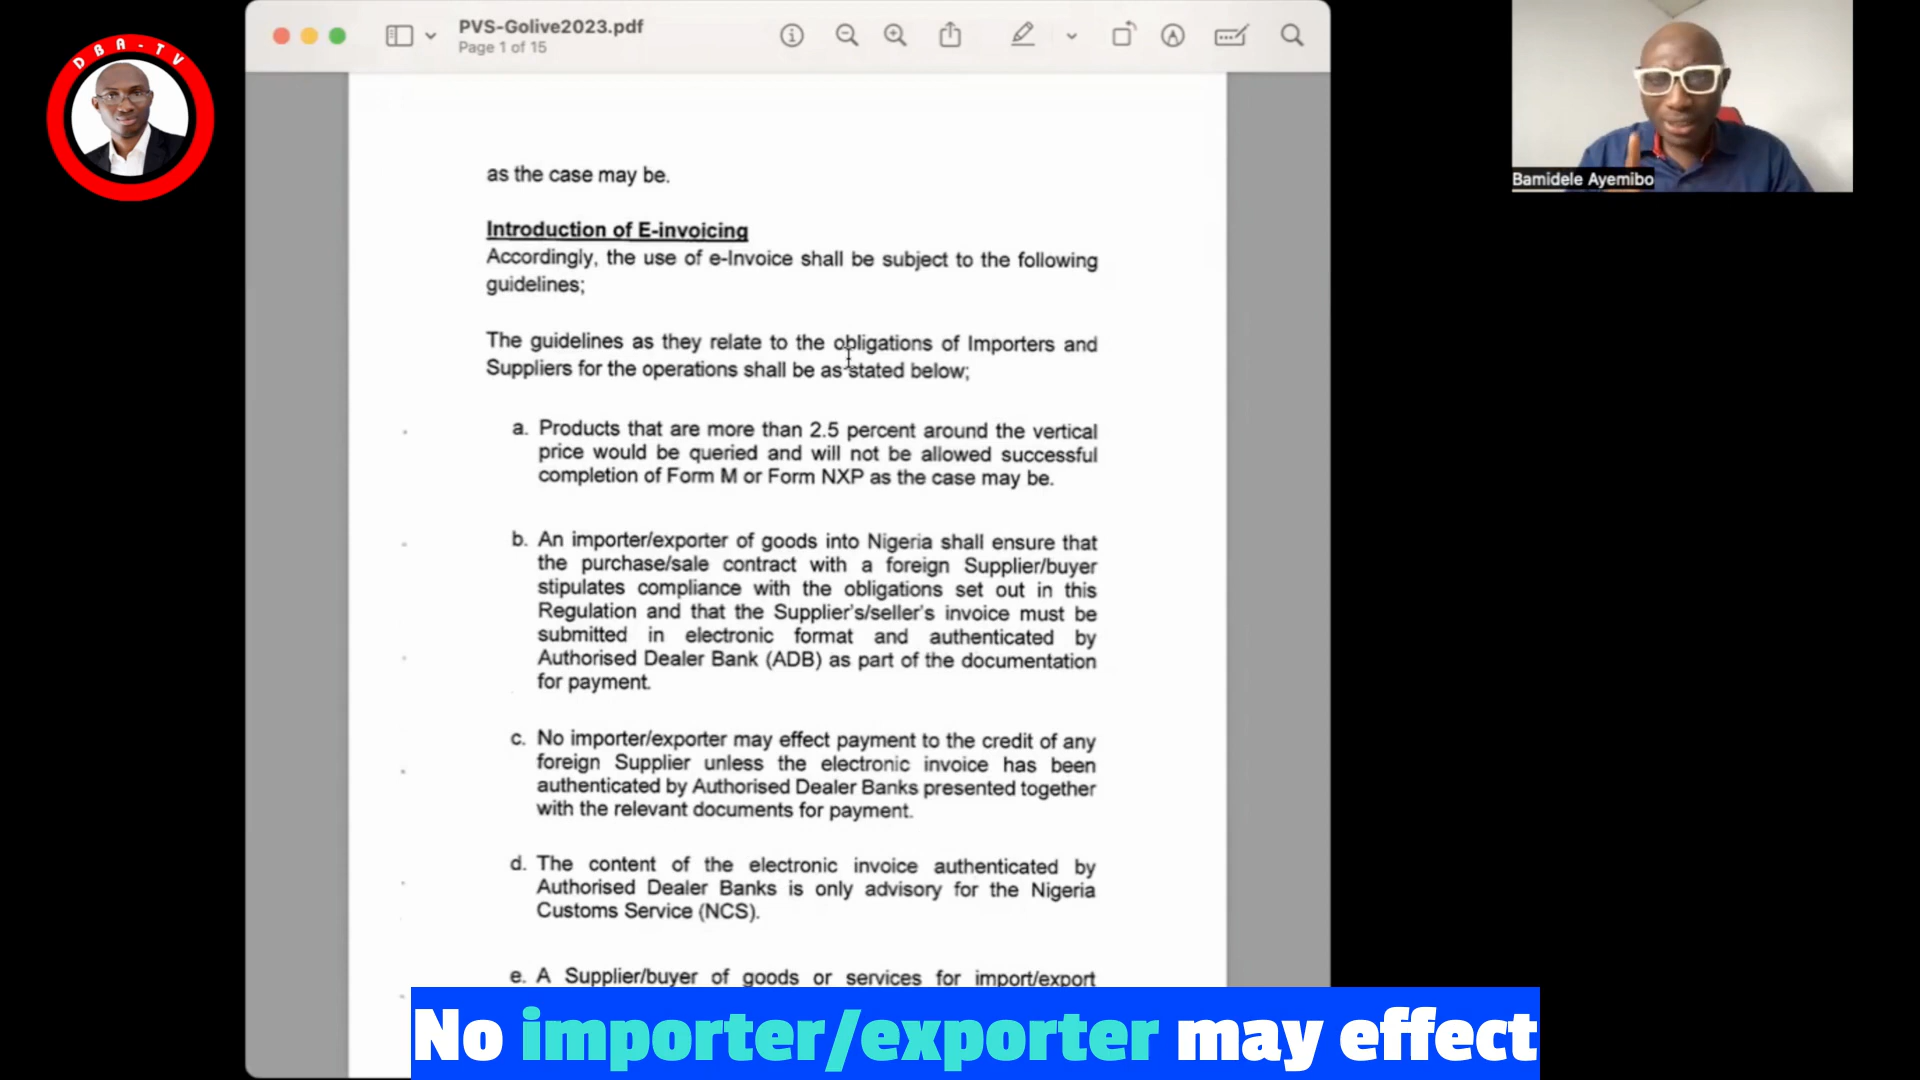 DBA-TV
PVS-Golive2023.pdf
Page 1 of 15
Bamidele Ayemibo
as the case may be.
Introduction of E-invoicing
Accordingly, the use of e-Invoice shall be subject to the following
guidelines;
The guidelines as they relate to the obligations of Importers and
Suppliers for the operations shall be as stated below;
a. Products that are more than 2.5 percent around the vertical
price would be queried and will not be allowed successful
completion of Form M or Form NXP as the case may be.
b. An importer/exporter of goods into Nigeria shall ensure that
the purchase/sale contract with a foreign Supplier/buyer
stipulates compliance with the obligations set out in this
Regulation and that the Supplier's/seller's invoice must be
submitted in electronic format and authenticated by
Authorised Dealer Bank (ADB) as part of the documentation
for payment.
c. No importer/exporter may effect payment to the credit of any
foreign Supplier unless the electronic invoice has been
authenticated by Authorised Dealer Banks presented together
with the relevant documents for payment.
d. The content of the electronic invoice authenticated by
Authorised Dealer Banks is only advisory for the Nigeria
Customs Service (NCS).
e. A Supplier/buyer of goods or services for import/export
No importer/exporter may effect